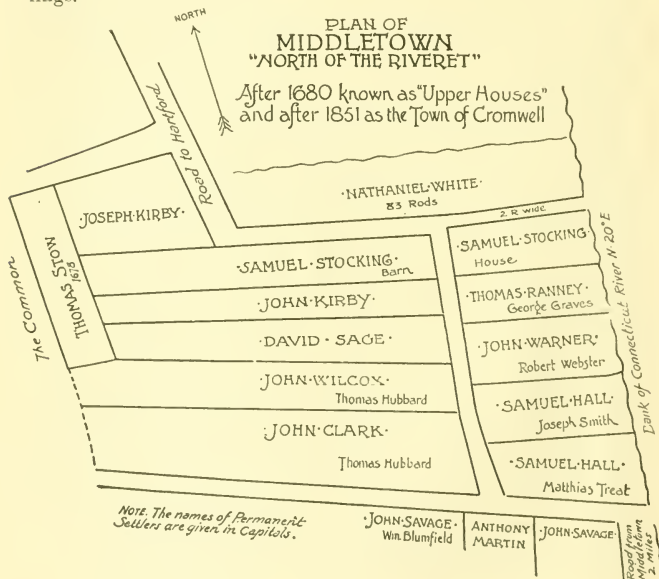 NORTH
PLAN OF
MIDDLETOWN
"NORTH OF THE RIVERET"
After 1680 known as "Upper Houses"
and after 1851 as the Town of Cromwell
Road to Hartford
·NATHANIEL·WHITE·
83 Rods
2 R wide
·JOSEPH·KIRBY·
THOMAS STOW
1678
The Common
·SAMUEL·STOCKING·
Barn
·JOHN·KIRBY·
·DAVID·SAGE·
·JOHN·WILCOX·
Thomas Hubbard
·JOHN·CLARK·
Thomas Hubbard
·SAMUEL·STOCKING·
House
·THOMAS·RANNEY·
George Graves
·JOHN·WARNER·
Robert Webster
·SAMUEL·HALL·
Joseph Smith
·SAMUEL·HALL·
Matthias Treat
Bank of Connecticut River N·20°E
NOTE. The names of Permanent
Settlers are given in Capitals.
·JOHN·SAVAGE·
Wm Blumfield
ANTHONY
MARTIN
·JOHN·SAVAGE·
Road from
Middletown
2 Miles